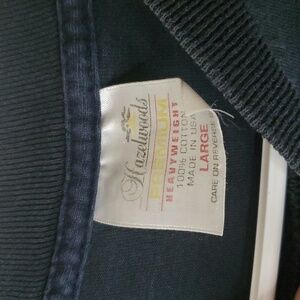 Hazelwoods
PREMIUM
HEAVYWEIGHT
100% COTTON
MADE IN USA
LARGE
CARE ON REVERSE